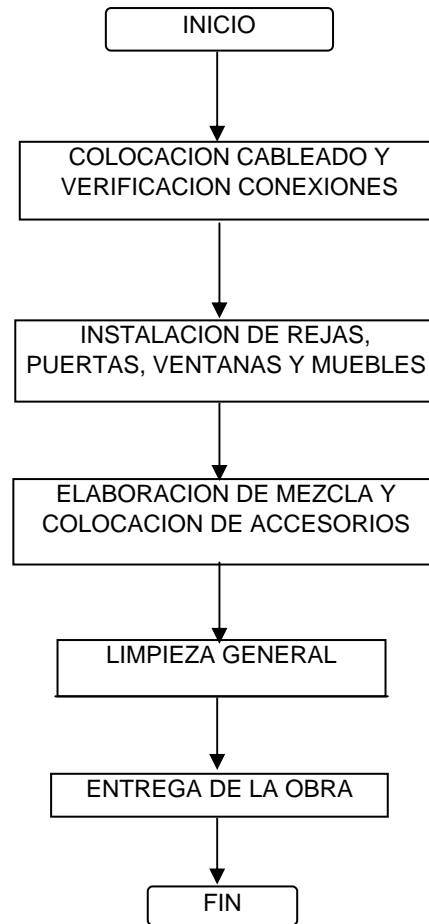 INICIO
COLOCACION CABLEADO Y
VERIFICACION CONEXIONES
INSTALACION DE REJAS,
PUERTAS, VENTANAS Y MUEBLES
ELABORACION DE MEZCLA Y
COLOCACION DE ACCESORIOS
LIMPIEZA GENERAL
ENTREGA DE LA OBRA
FIN